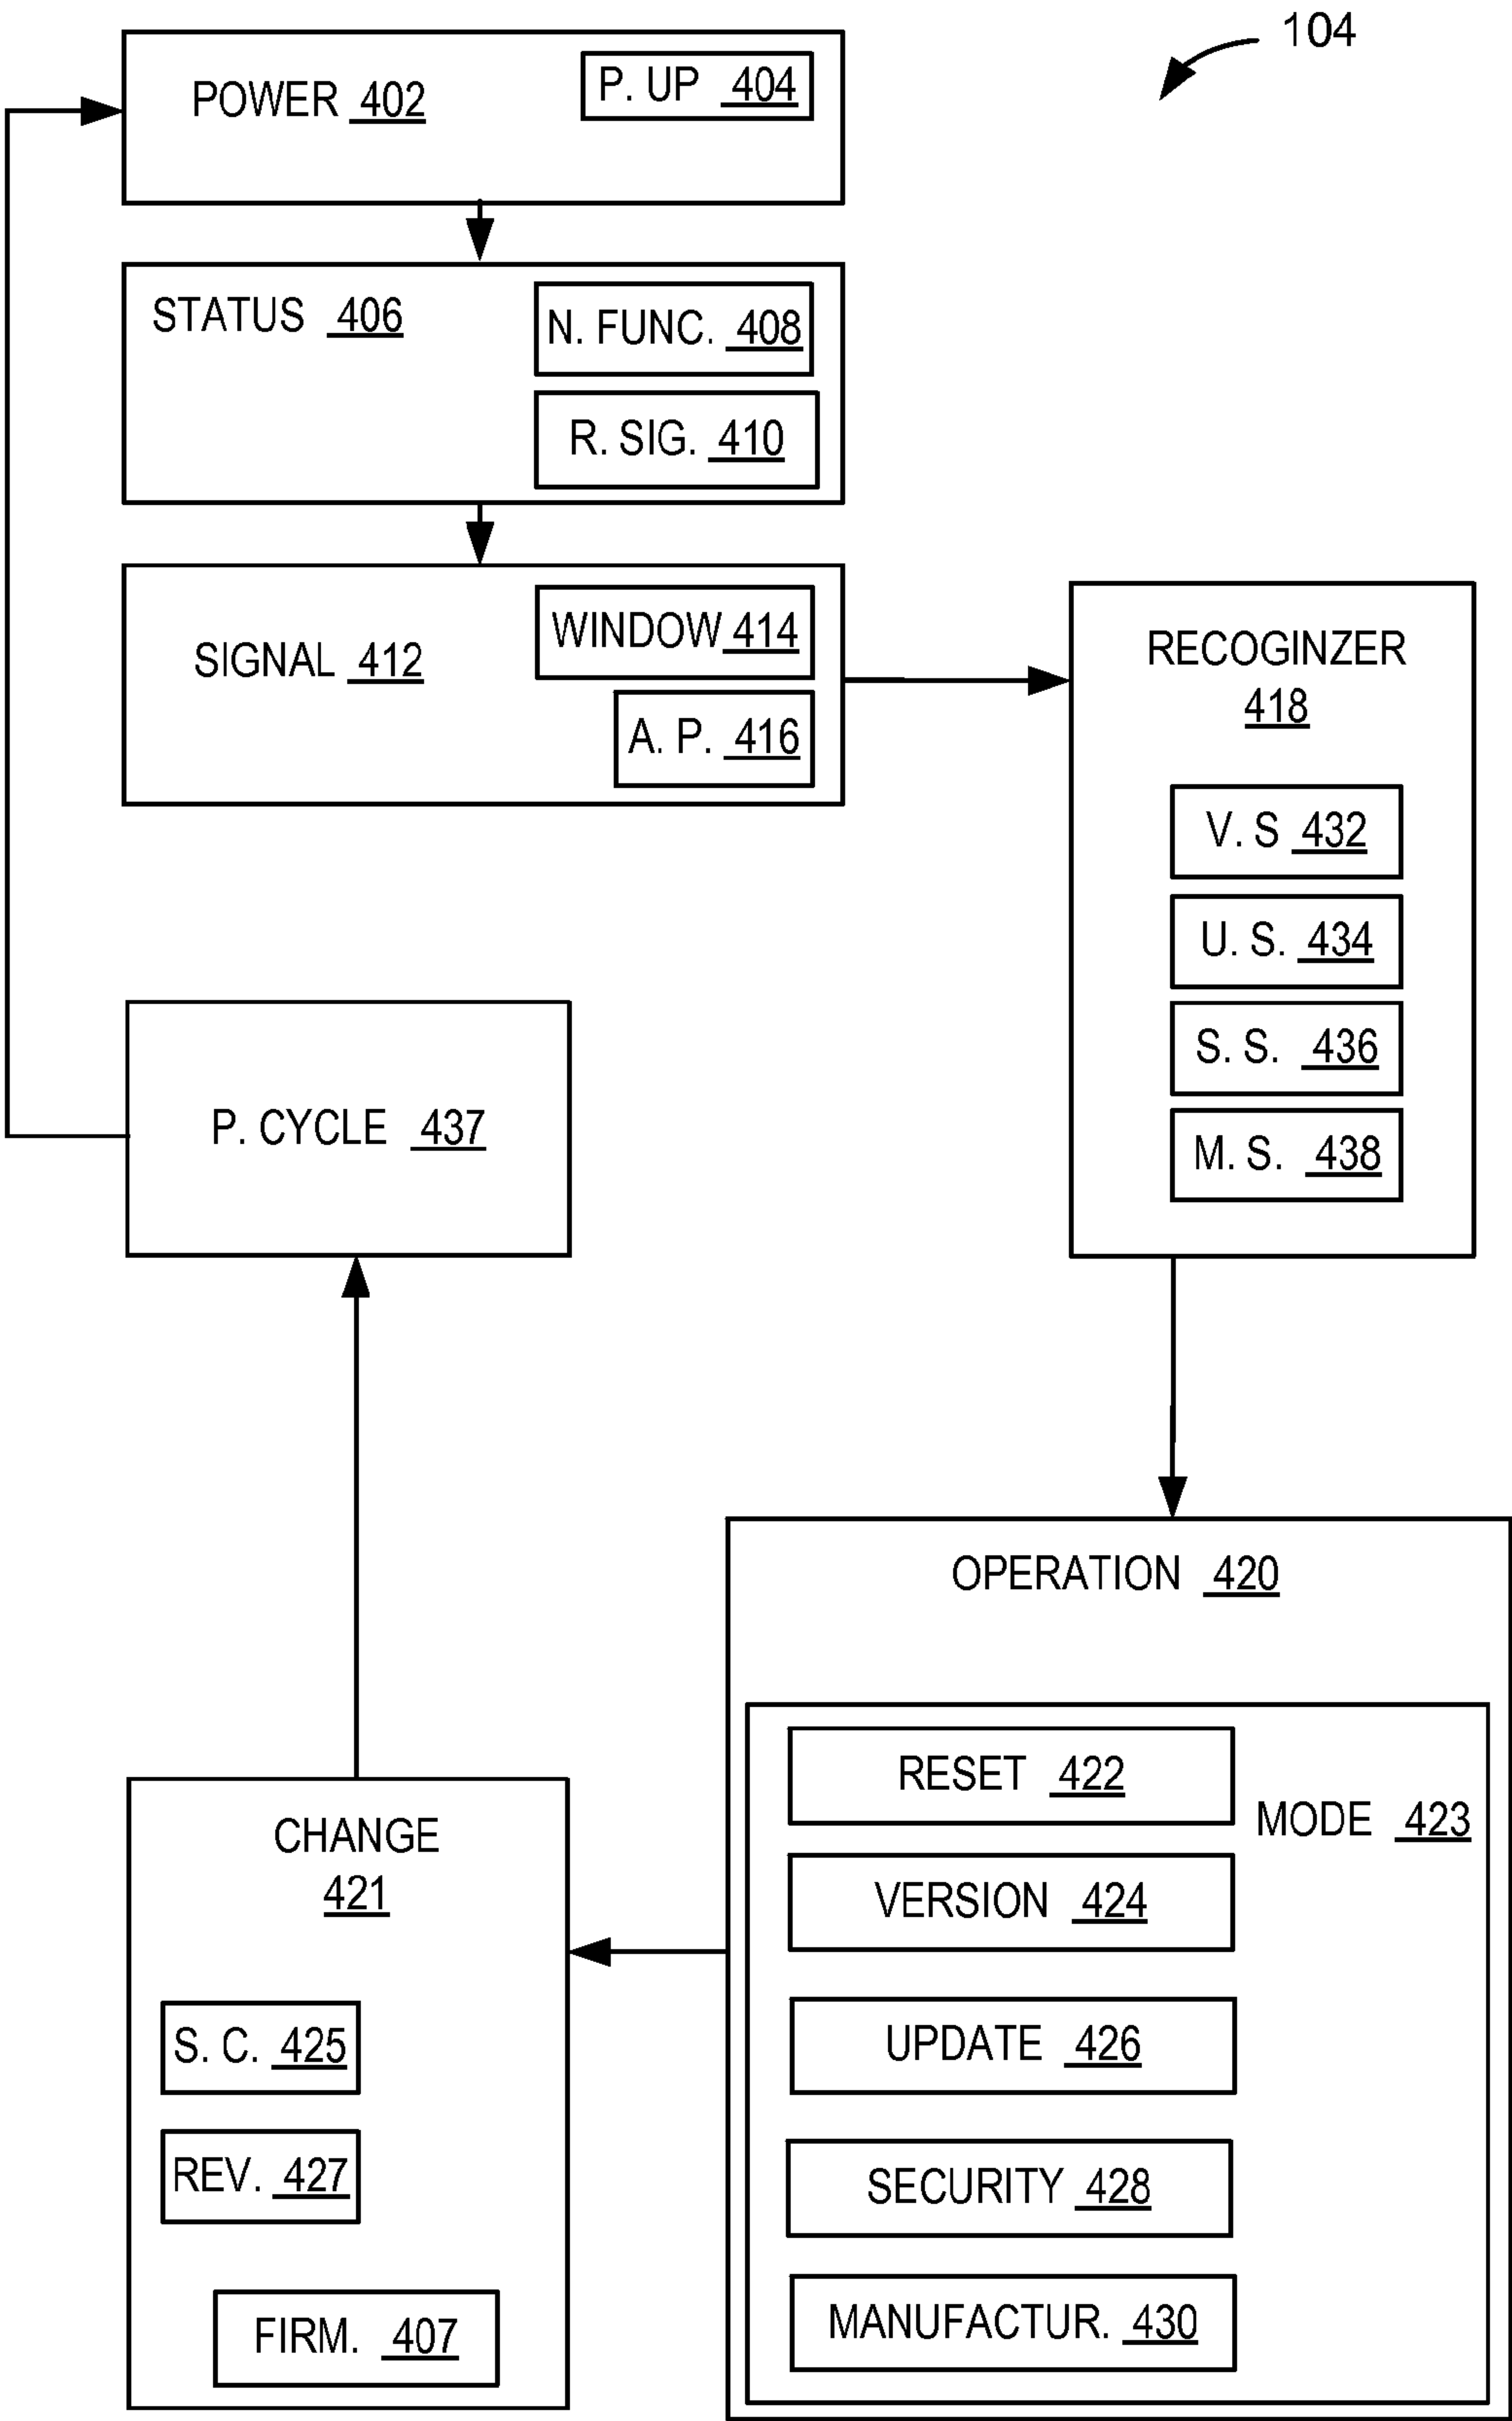 104
POWER 402
P. UP 404
STATUS 406
N. FUNC. 408
R. SIG. 410
SIGNAL 412
WINDOW 414
A. P. 416
RECOGINZER
418
V. S 432
U. S. 434
S. S. 436
M. S. 438
P. CYCLE 437
OPERATION 420
MODE 423
RESET 422
VERSION 424
UPDATE 426
SECURITY 428
MANUFACTUR. 430
CHANGE
421
S. C. 425
REV. 427
FIRM. 407